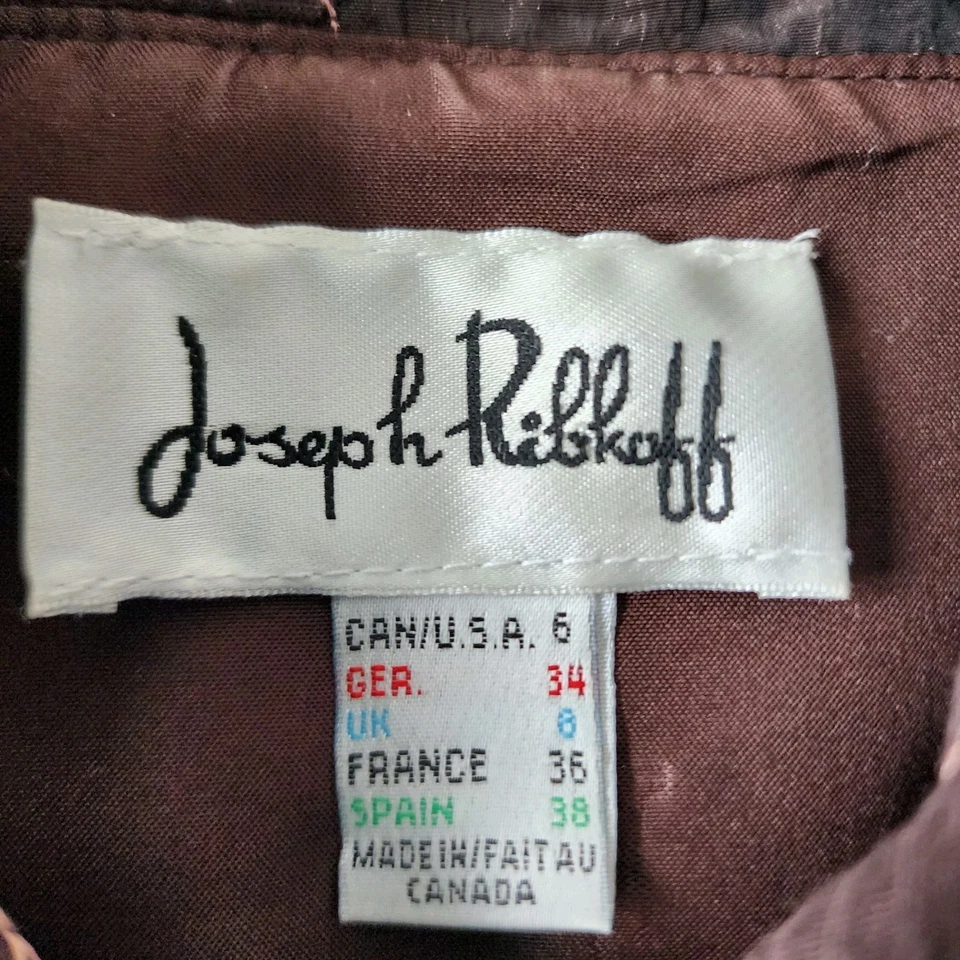 Joseph Ribkoff
CAN/U.S.A. 6
GER. 34
UK 8
FRANCE 36
SPAIN 38
MADE IN/FAIT AU
CANADA